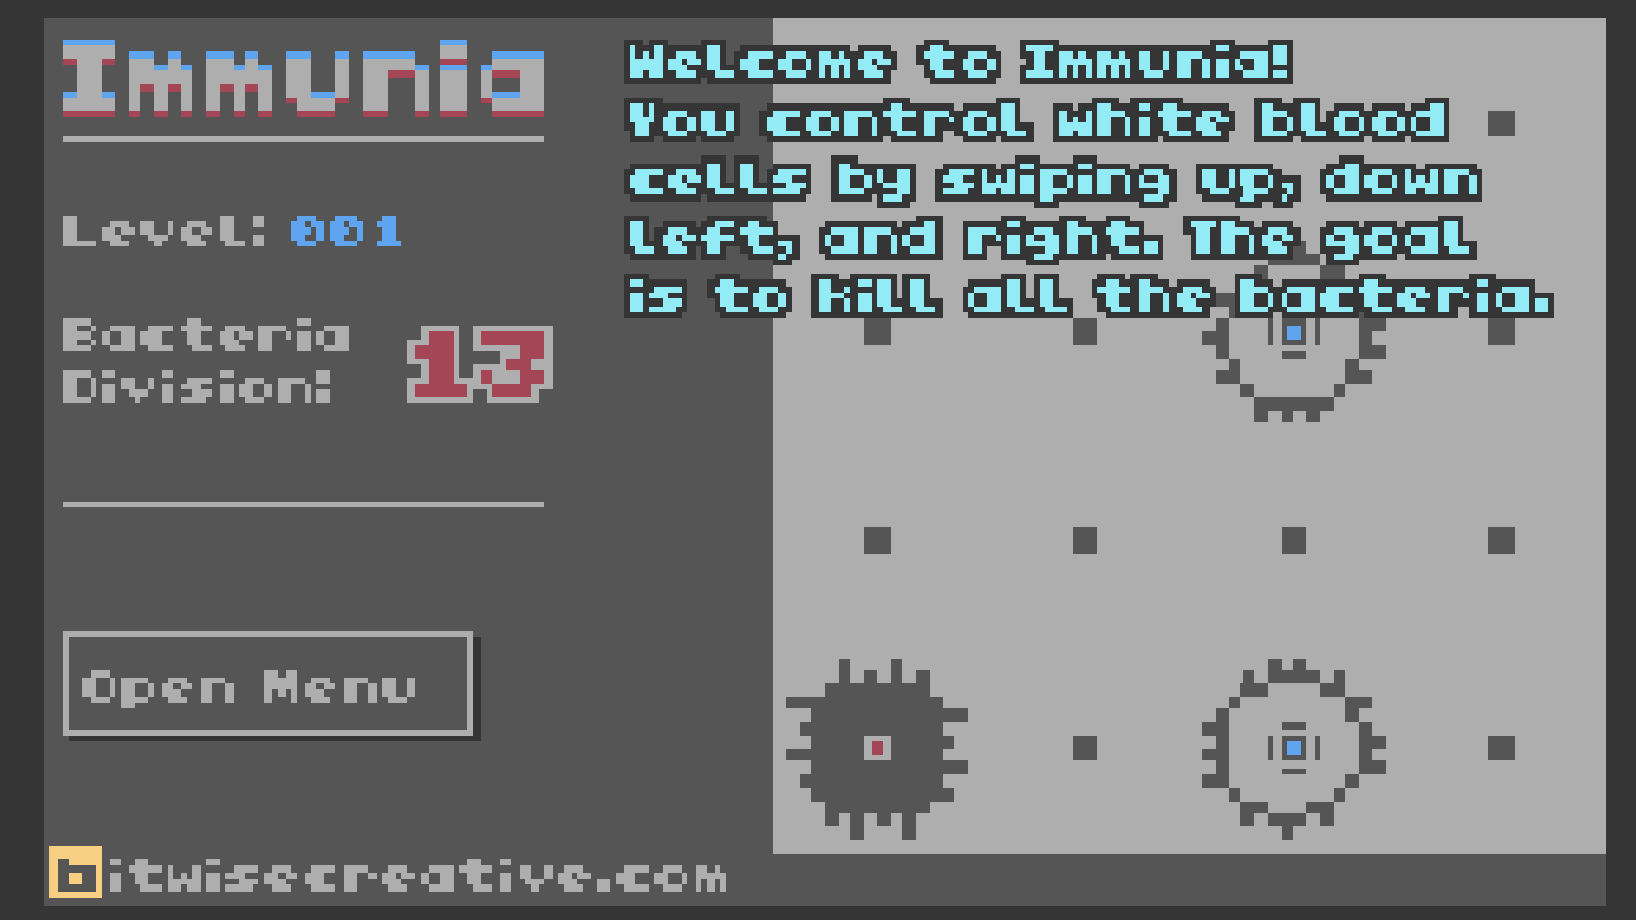 Immunia
Level: 001
Bacteria
Division:
13
Open Menu
bitwisecreative.com
Welcome to Immunia!
You control white blood
cells by swiping up, down
left, and right. The goal
is to kill all the bacteria.